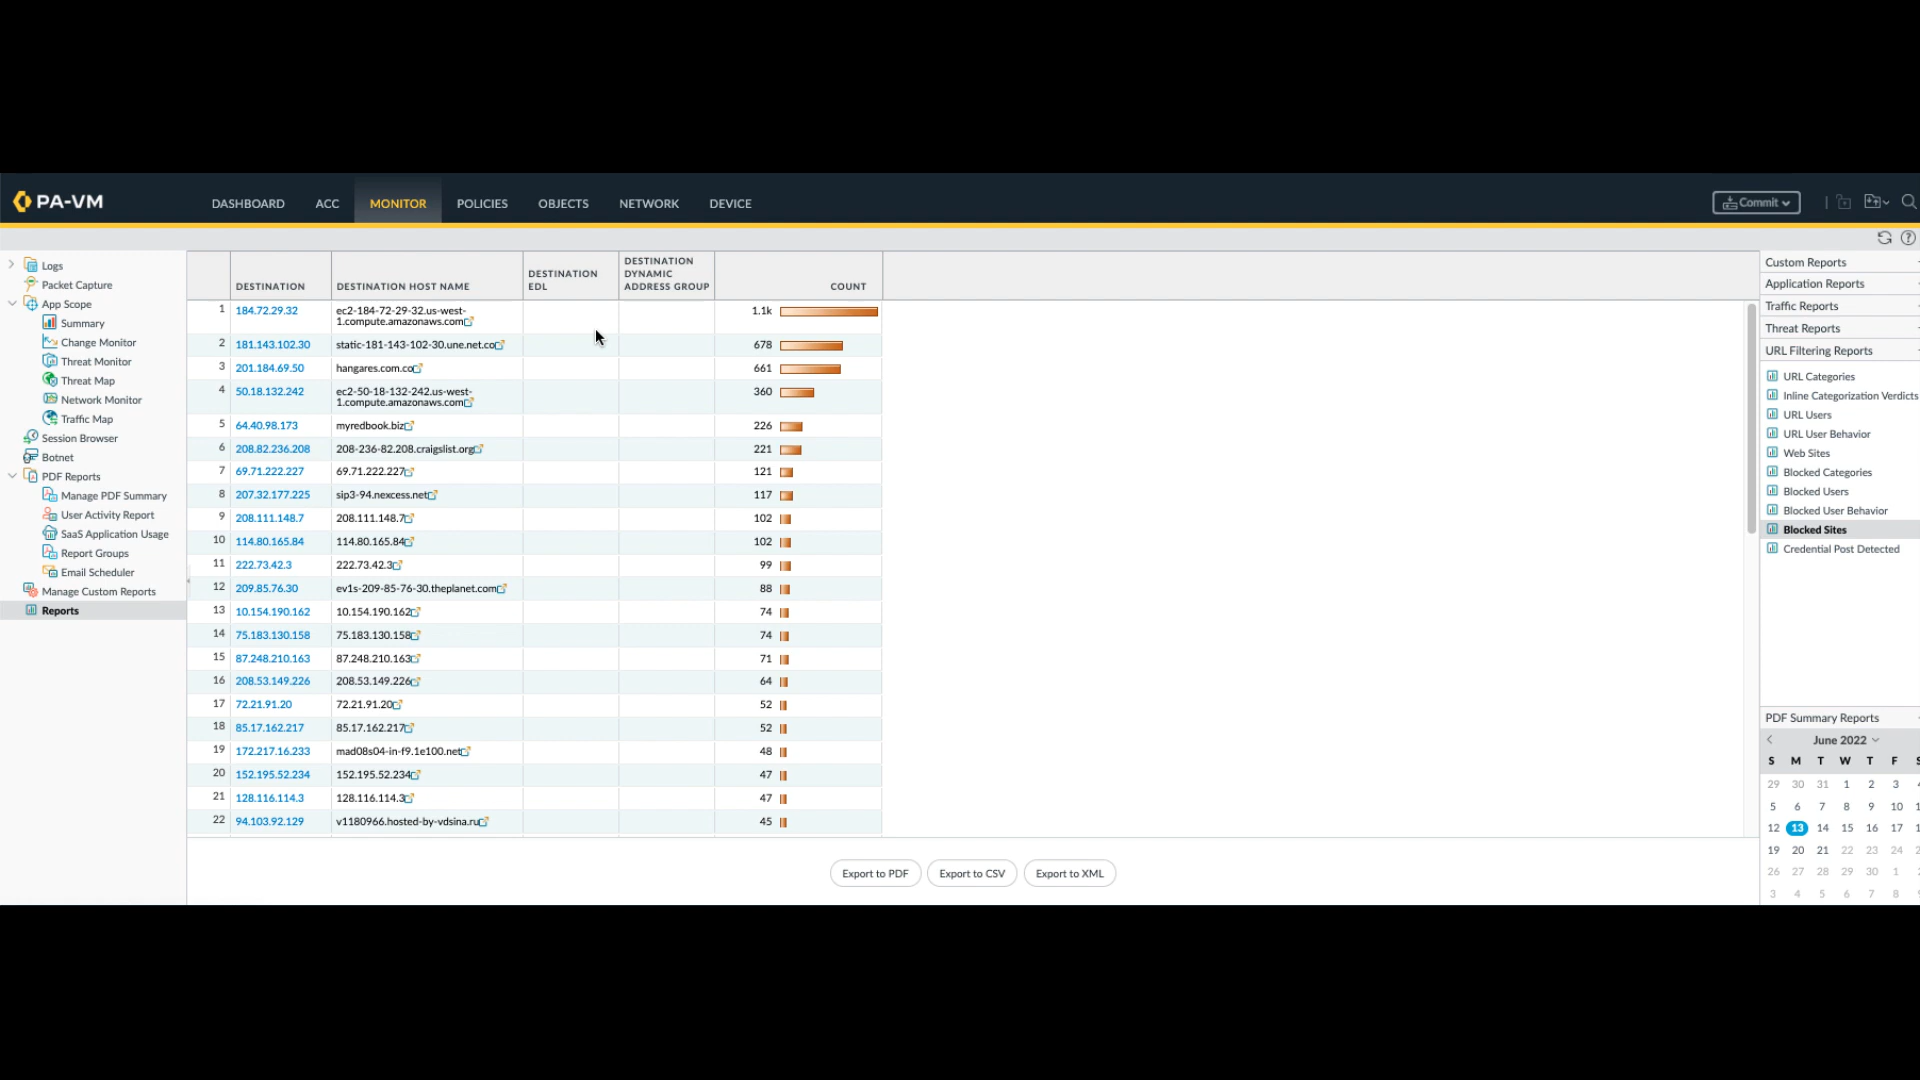 PA-VM
DASHBOARD ACC MONITOR POLICIES OBJECTS NETWORK DEVICE
Commit
Logs
Packet Capture
App Scope
Summary
Change Monitor
Threat Monitor
Threat Map
Network Monitor
Traffic Map
Session Browser
Botnet
PDF Reports
Manage PDF Summary
User Activity Report
SaaS Application Usage
Report Groups
Email Scheduler
Manage Custom Reports
Reports
DESTINATION DESTINATION HOST NAME DESTINATION EDL DESTINATION DYNAMIC ADDRESS GROUP COUNT
1 184.72.29.32 ec2-184-72-29-32.us-west-
1.compute.amazonaws.com 1.1k
2 181.143.102.30 static-181-143-102-30.une.net.co 678
3 201.184.69.50 hangares.com.co 661
4 50.18.132.242 ec2-50-18-132-242.us-west-
1.compute.amazonaws.com 360
5 64.40.98.173 myredbook.biz 226
6 208.82.236.208 208-236-82.208.craigslist.org 221
7 69.71.222.227 69.71.222.227 121
8 207.32.177.225 sip3-94.nexcess.net 117
9 208.111.148.7 208.111.148.7 102
10 114.80.165.84 114.80.165.84 102
11 222.73.42.3 222.73.42.3 99
12 209.85.76.30 ev1s-209-85-76-30.theplanet.com 88
13 10.154.190.162 10.154.190.162 74
14 75.183.130.158 75.183.130.158 74
15 87.248.210.163 87.248.210.163 71
16 208.53.149.226 208.53.149.226 64
17 72.21.91.20 72.21.91.20 52
18 85.17.162.217 85.17.162.217 52
19 172.217.16.233 mad08s04-in-f9.1e100.net 48
20 152.195.52.234 152.195.52.234 47
21 128.116.114.3 128.116.114.3 47
22 94.103.92.129 v1180966.hosted-by-vdsina.ru 45
Export to PDF Export to CSV Export to XML
Custom Reports
Application Reports
Traffic Reports
Threat Reports
URL Filtering Reports
URL Categories
Inline Categorization Verdicts
URL Users
URL User Behavior
Web Sites
Blocked Categories
Blocked Users
Blocked User Behavior
Blocked Sites
Credential Post Detected
PDF Summary Reports
June 2022
S M T W T F S
29 30 31 1 2 3
5 6 7 8 9 10
12 13 14 15 16 17
19 20 21 22 23 24
26 27 28 29 30 1
3 4 5 6 7 8